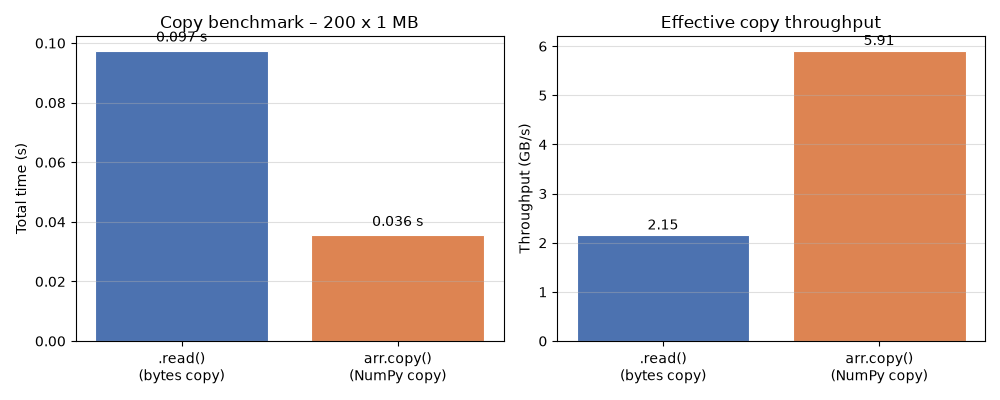 Copy benchmark – 200 x 1 MB
0.097 s
0.036 s
Total time (s)
0.10
0.08
0.06
0.04
0.02
0.00
.read()
(bytes copy)
arr.copy()
(NumPy copy)
Effective copy throughput
5.91
2.15
Throughput (GB/s)
6
5
4
3
2
1
0
.read()
(bytes copy)
arr.copy()
(NumPy copy)